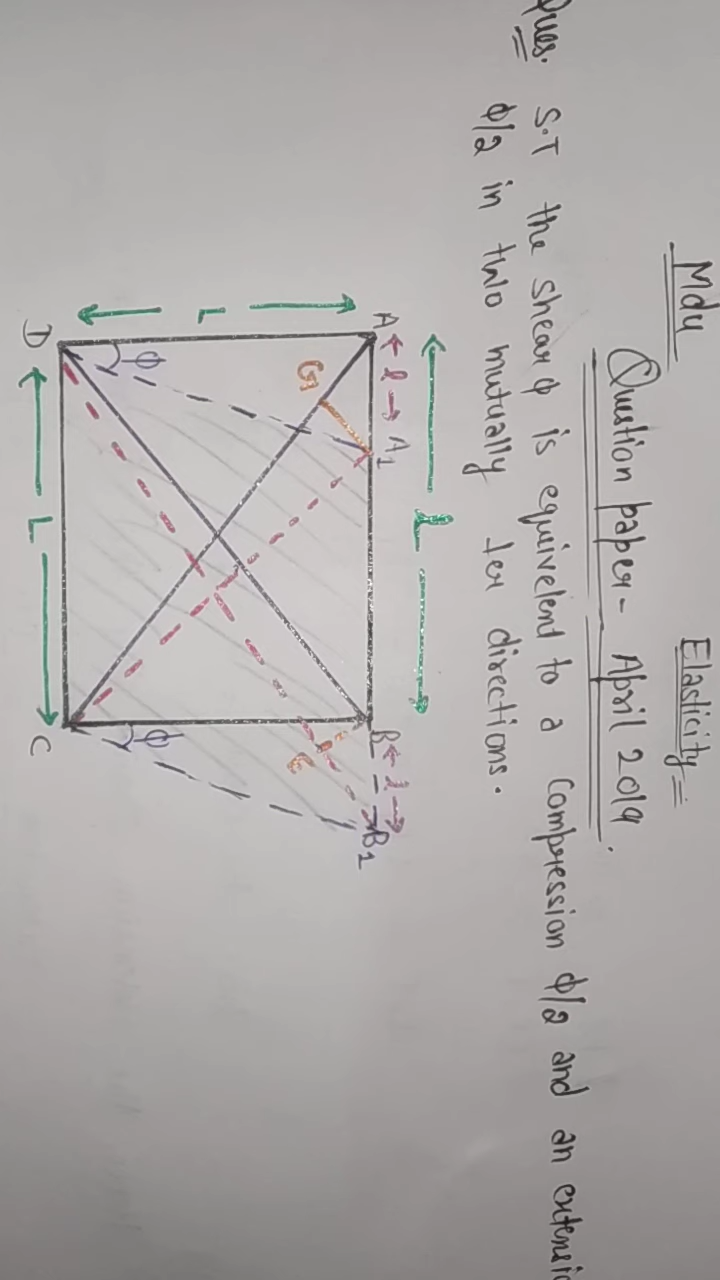 Mdu Elasticity =
Question paper - April 2019.
Ques. S.T the shear ϕ is equivelent to a Compression ϕ/2 and an extensi
ϕ/2 in two mutually ⊥er directions.
L
A l A1 B l B1
G
E
L
ϕ ϕ
D C
L